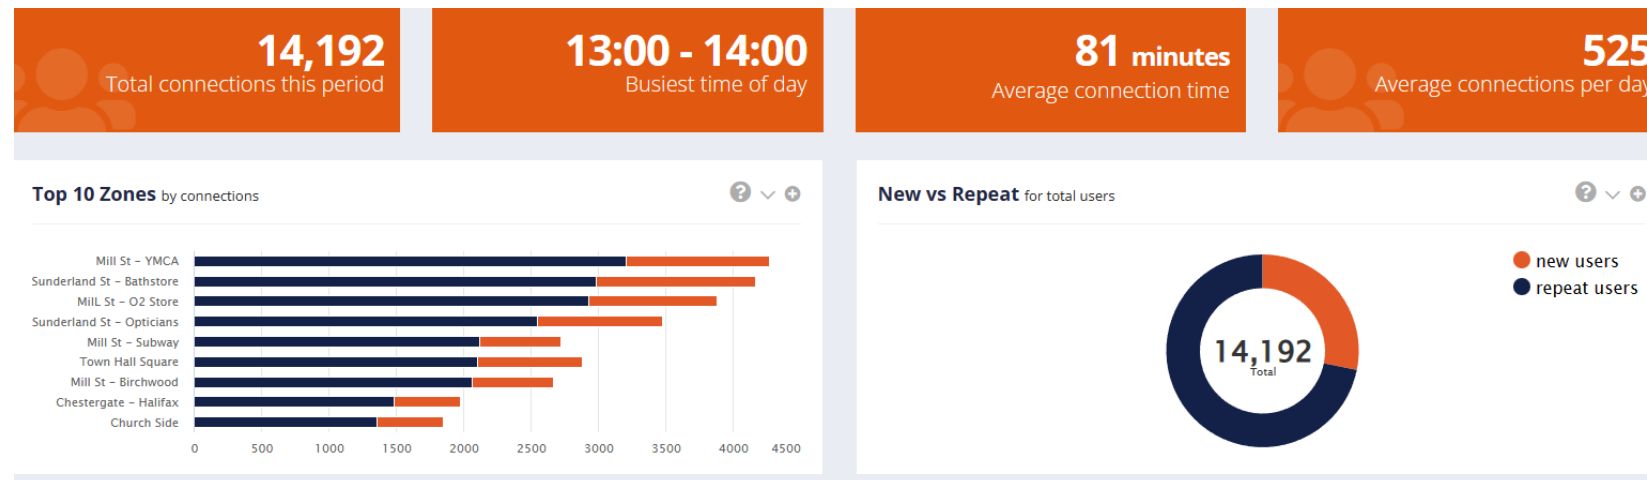 14,192
Total connections this period
13:00 - 14:00
Busiest time of day
81 minutes
Average connection time
525
Average connections per day
Top 10 Zones by connections
Mill St - YMCA
Sunderland St - Bathstore
MilL St - O2 Store
Sunderland St - Opticians
Mill St - Subway
Town Hall Square
Mill St - Birchwood
Chestergate - Halifax
Church Side
0 500 1000 1500 2000 2500 3000 3500 4000 4500
New vs Repeat for total users
new users
repeat users
14,192
Total